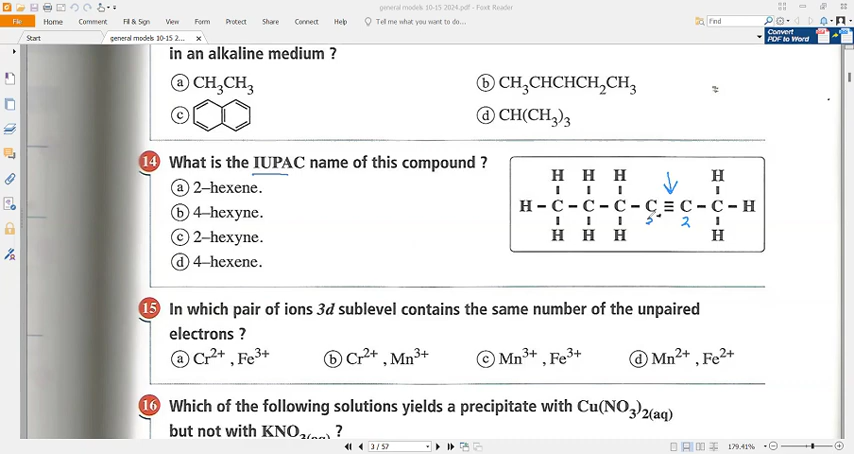 general models 10-15 2024.pdf - Foxit Reader
File Home Comment Fill & Sign View Form Protect Share Connect Help Tell me what you want to do... Find
Start general models 10-15 2... Convert PDF to Word
in an alkaline medium ?
a CH3CH3 b CH3CHCHCH2CH3
c d CH(CH3)3
14 What is the IUPAC name of this compound ?
a 2–hexene.
b 4–hexyne.
c 2–hexyne.
d 4–hexene.
H H H H
H – C – C – C – C ≡ C – C – H
2
H H H H
15 In which pair of ions 3d sublevel contains the same number of the unpaired
electrons ?
a Cr2+ , Fe3+ b Cr2+ , Mn3+ c Mn3+ , Fe3+ d Mn2+ , Fe2+
16 Which of the following solutions yields a precipitate with Cu(NO3)2(aq)
but not with KNO3(aq) ?
3 / 57 179.41%